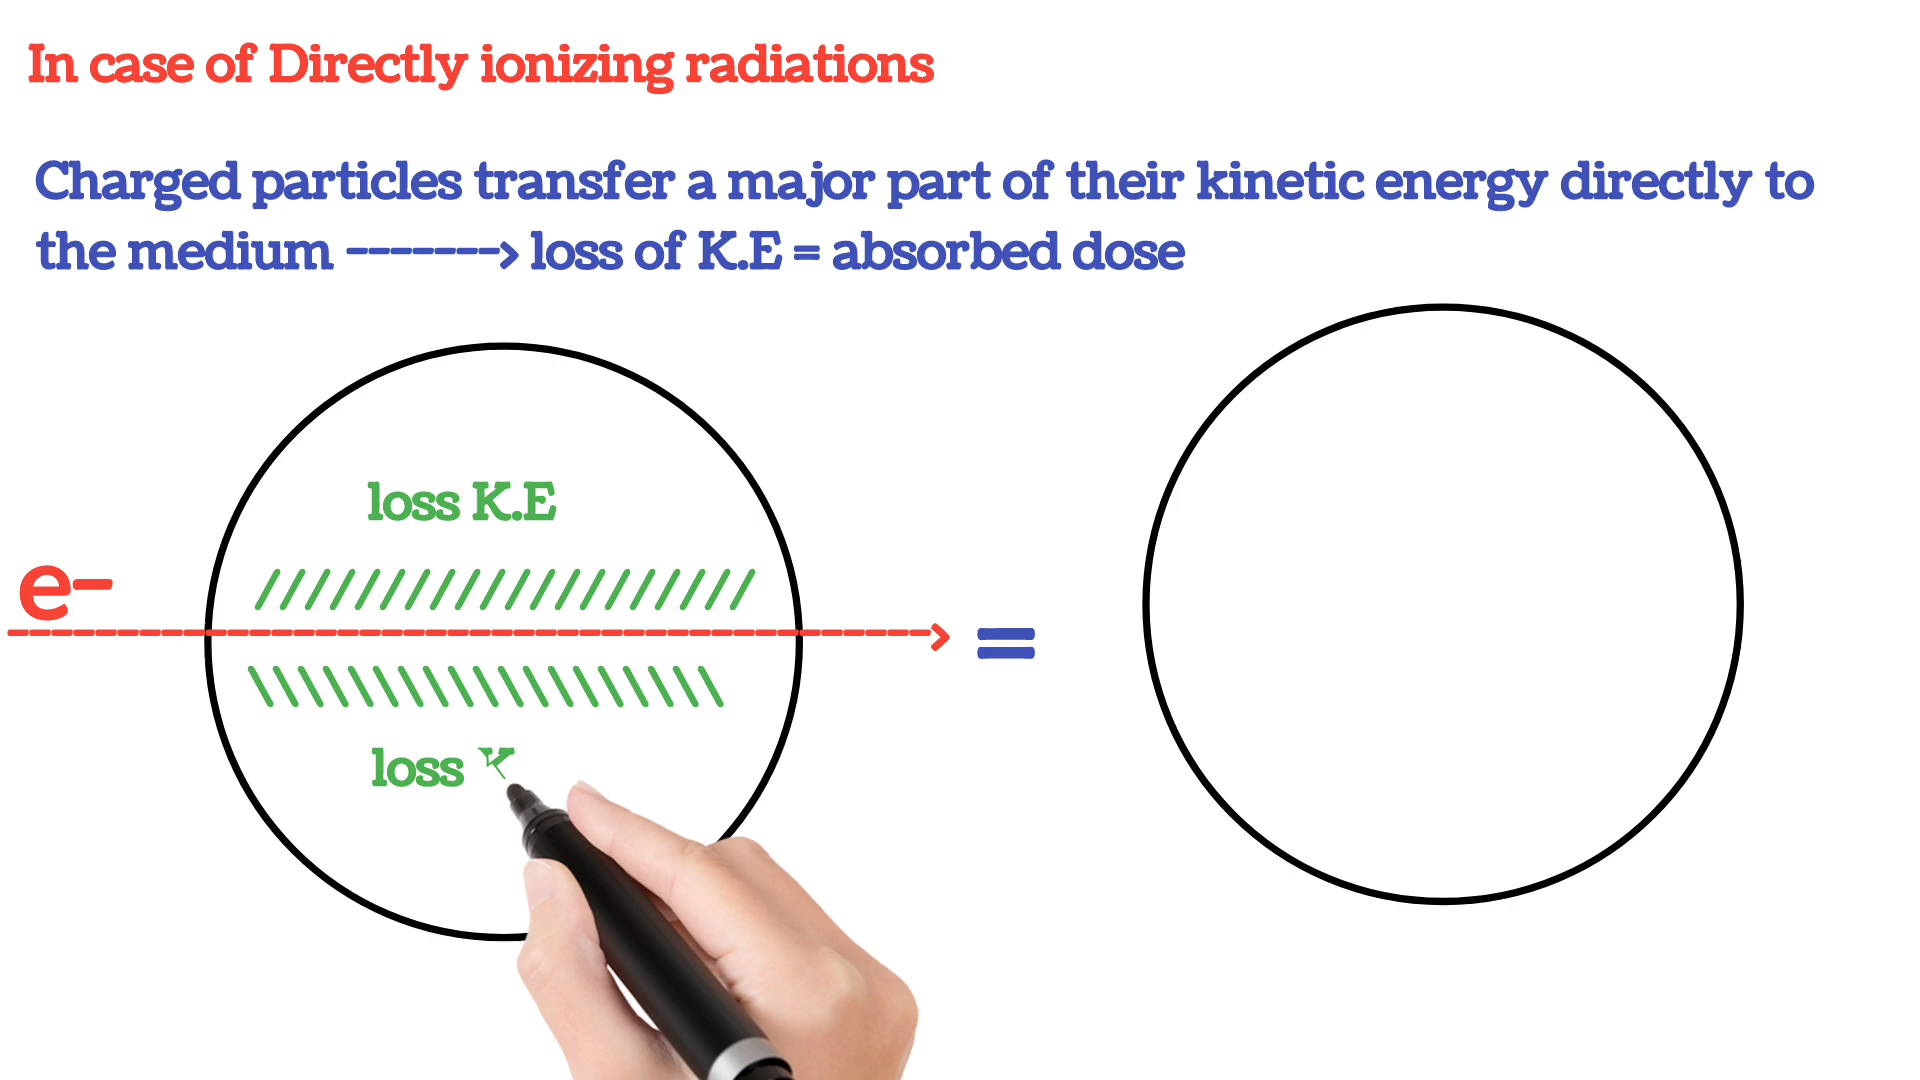 In case of Directly ionizing radiations
Charged particles transfer a major part of their kinetic energy directly to
the medium -------> loss of K.E = absorbed dose
loss K.E
e-
=
loss